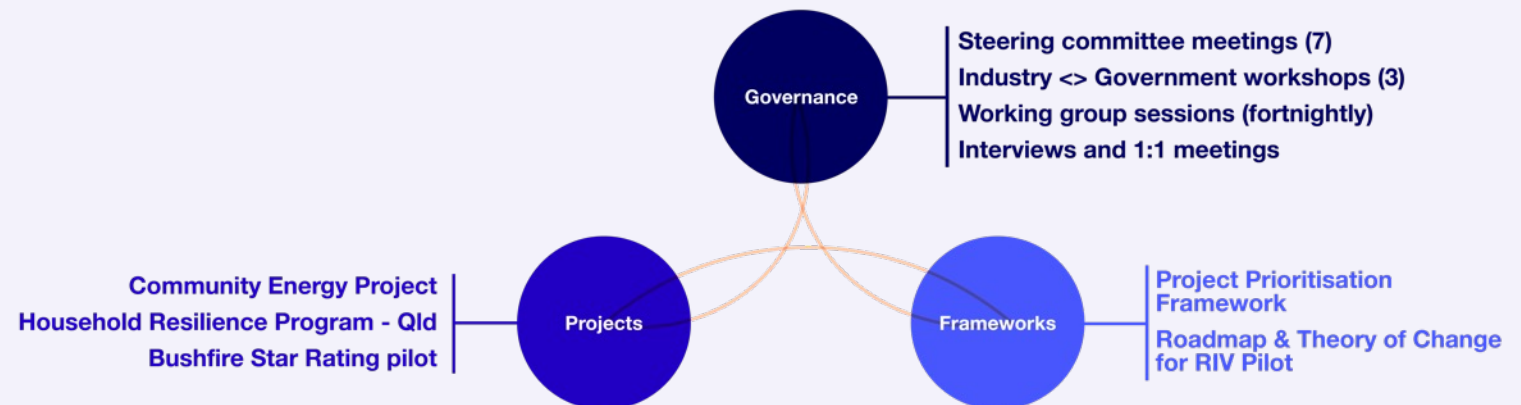 Governance
Steering committee meetings (7)
Industry <> Government workshops (3)
Working group sessions (fortnightly)
Interviews and 1:1 meetings
Community Energy Project
Household Resilience Program - Qld
Bushfire Star Rating pilot
Projects
Frameworks
Project Prioritisation
Framework
Roadmap & Theory of Change
for RIV Pilot